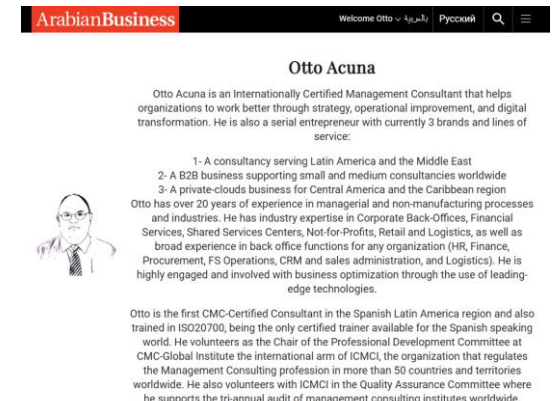 ArabianBusiness
Welcome Otto بالعربية Русский
Otto Acuna
Otto Acuna is an Internationally Certified Management Consultant that helps
organizations to work better through strategy, operational improvement, and digital
transformation. He is also a serial entrepreneur with currently 3 brands and lines of
service:
1- A consultancy serving Latin America and the Middle East
2- A B2B business supporting small and medium consultancies worldwide
3- A private-clouds business for Central America and the Caribbean region
Otto has over 20 years of experience in managerial and non-manufacturing processes
and industries. He has industry expertise in Corporate Back-Offices, Financial
Services, Shared Services Centers, Not-for-Profits, Retail and Logistics, as well as
broad experience in back office functions for any organization (HR, Finance,
Procurement, FS Operations, CRM and sales administration, and Logistics). He is
highly engaged and involved with business optimization through the use of leading-
edge technologies.
Otto is the first CMC-Certified Consultant in the Spanish Latin America region and also
trained in ISO20700, being the only certified trainer available for the Spanish speaking
world. He volunteers as the Chair of the Professional Development Committee at
CMC-Global Institute the international arm of ICMCI, the organization that regulates
the Management Consulting profession in more than 50 countries and territories
worldwide. He also volunteers with ICMCI in the Quality Assurance Committee where
he supports the tri-annual audit of management consulting institutes worldwide